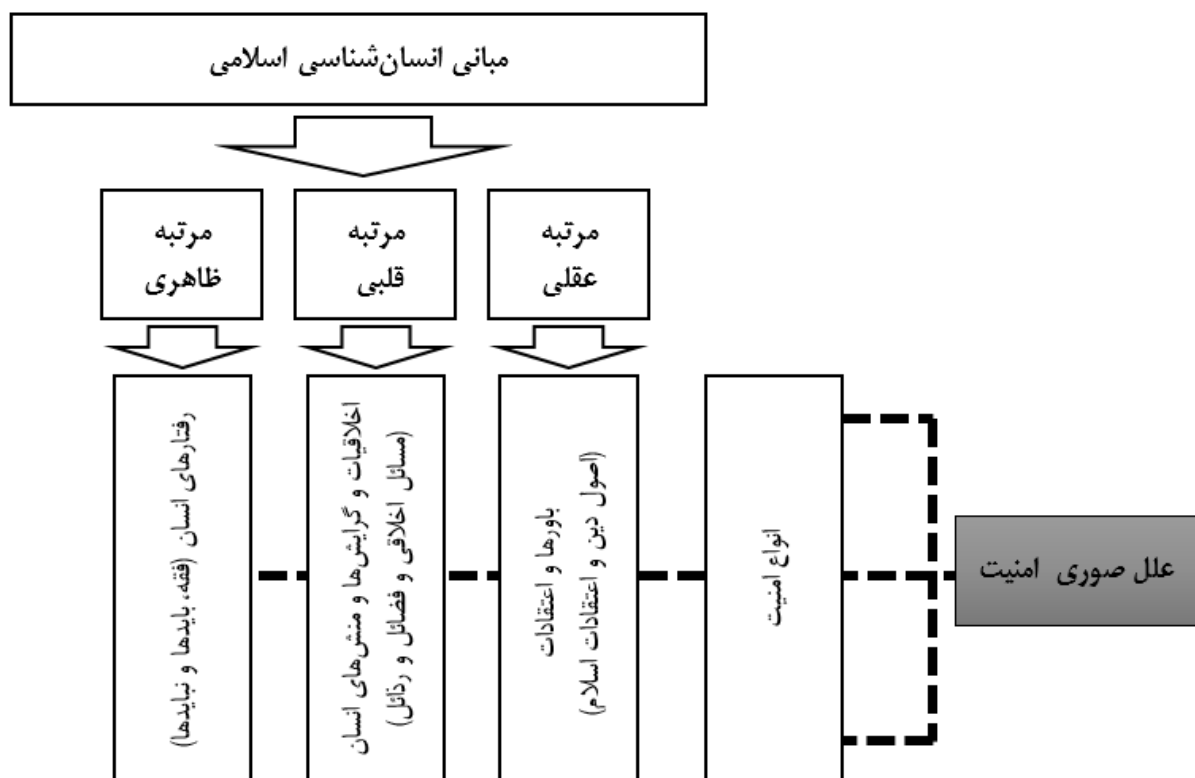 مبانی انسان‌شناسی اسلامی
مرتبه
عقلی
مرتبه
قلبی
مرتبه
ظاهری
علل صوری امنیت
انواع امنیت
باورها و اعتقادات
(اصول دین و اعتقادات اسلام)
اخلاقیات و گرایش‌ها و منش‌های انسان
(مسائل اخلاقی و فضائل و رذائل)
رفتارهای انسان (فقه، بایدها و نبایدها)